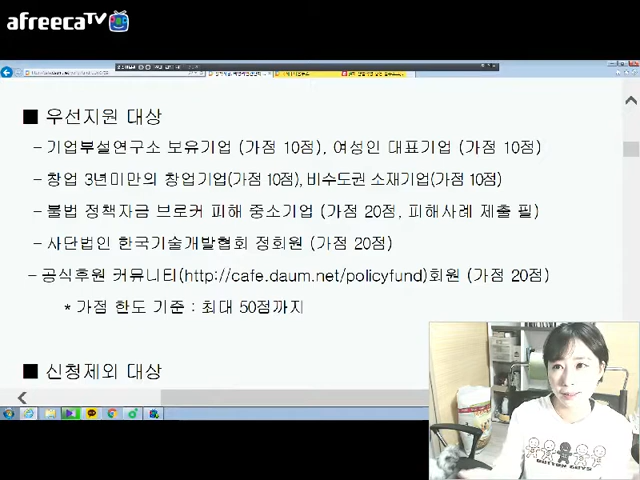 afreecaTV
■ 우선지원 대상
– 기업부설연구소 보유기업 (가점 10점), 여성인 대표기업 (가점 10점)
– 창업 3년미만의 창업기업(가점 10점), 비수도권 소재기업(가점 10점)
– 불법 정책자금 브로커 피해 중소기업 (가점 20점, 피해사례 제출 필)
– 사단법인 한국기술개발협회 정회원 (가점 20점)
– 공식후원 커뮤니티(http://cafe.daum.net/policyfund)회원 (가점 20점)
* 가점 한도 기준 : 최대 50점까지
■ 신청제외 대상
BUTTON GUYS